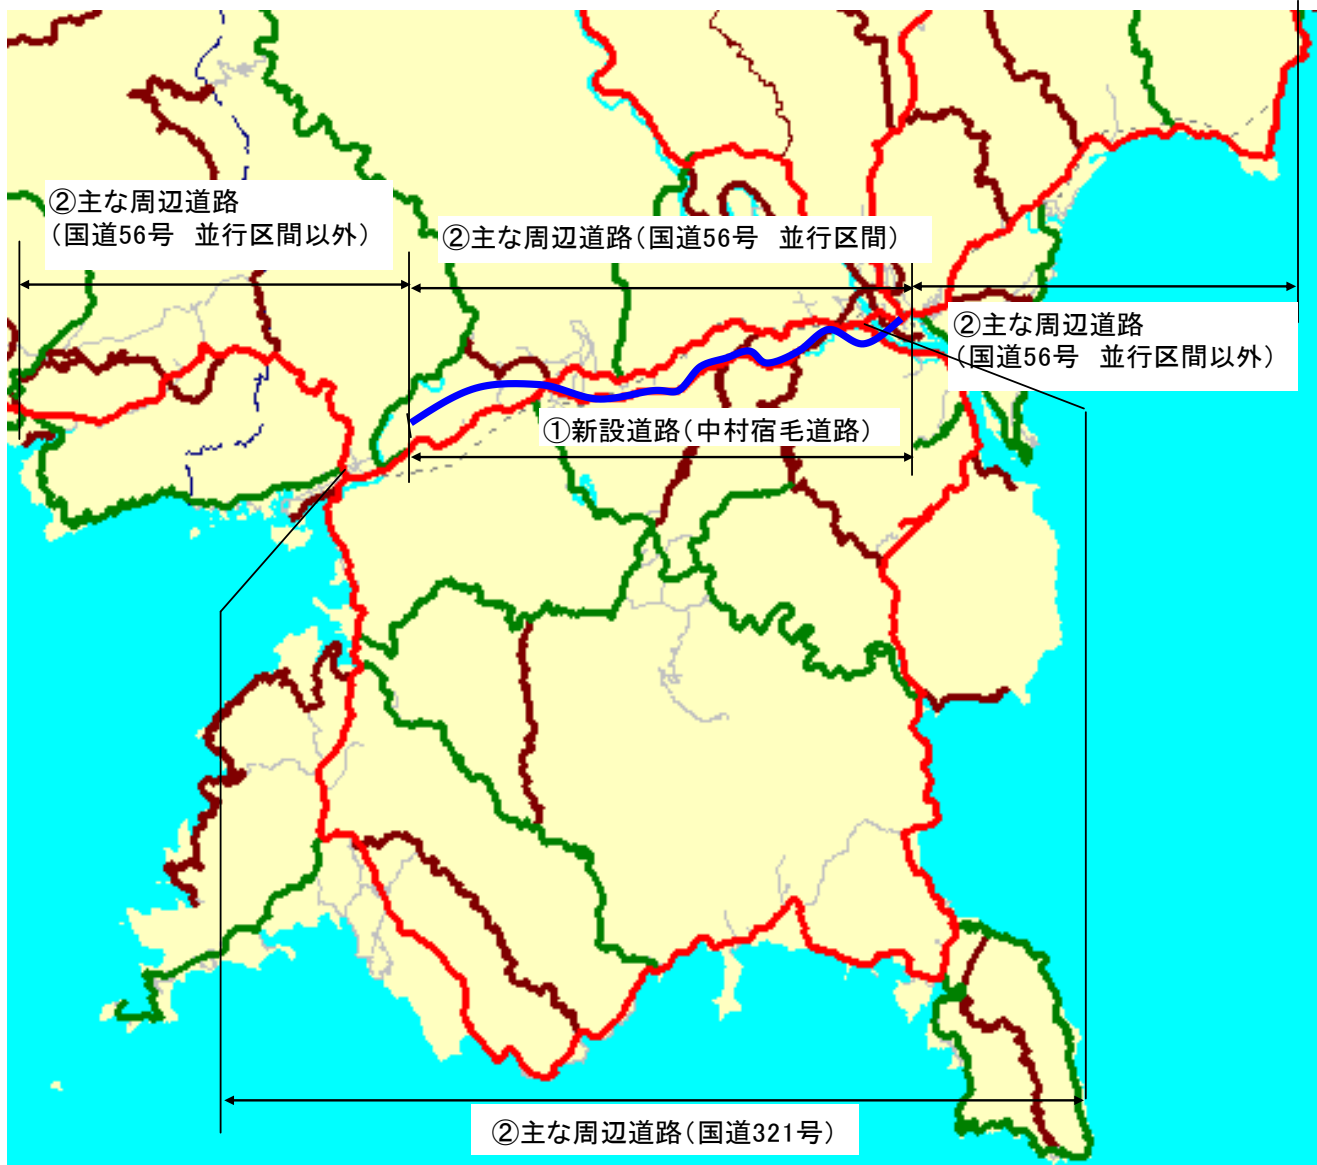 ②主な周辺道路
（国道56号　並行区間以外）
②主な周辺道路（国道56号　並行区間）
②主な周辺道路
（国道56号　並行区間以外）
①新設道路（中村宿毛道路）
②主な周辺道路（国道321号）